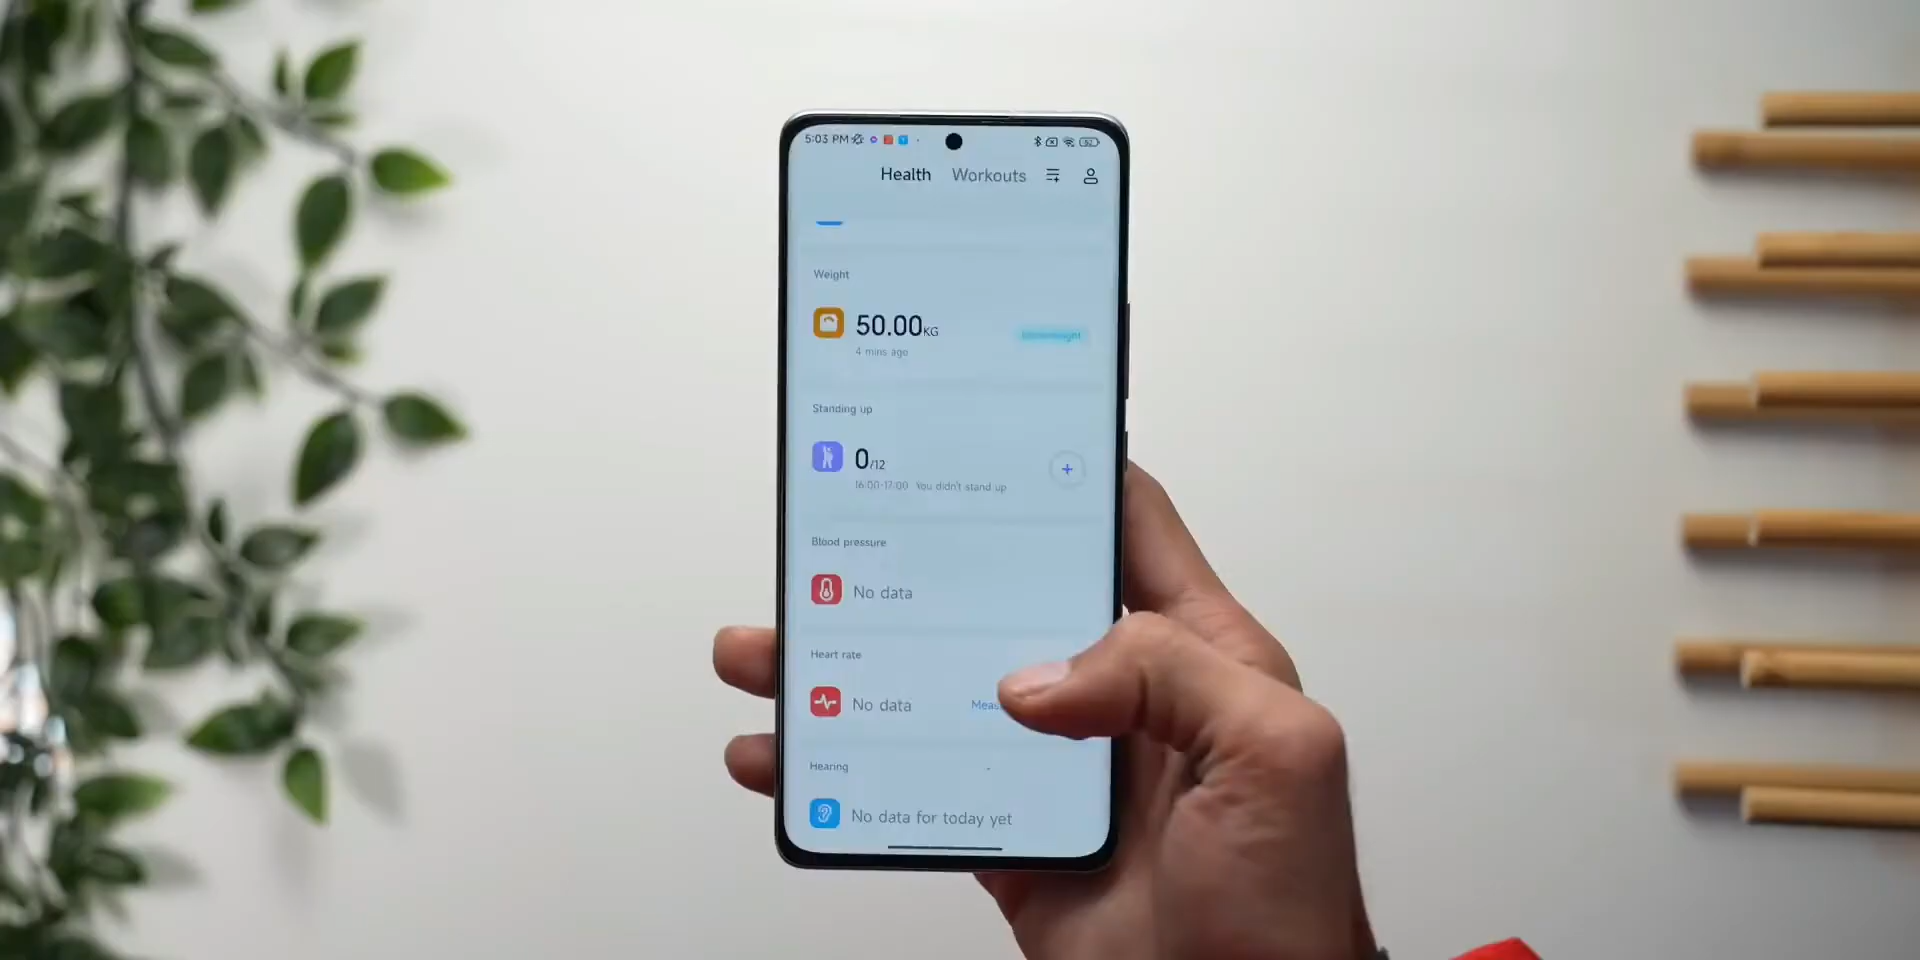 5:03 PM
Health Workouts
Weight
50.00KG
4 mins ago
Standing up
0/12
16:00-17:00 You didn't stand up
Blood pressure
No data
Heart rate
No data
Hearing
No data for today yet